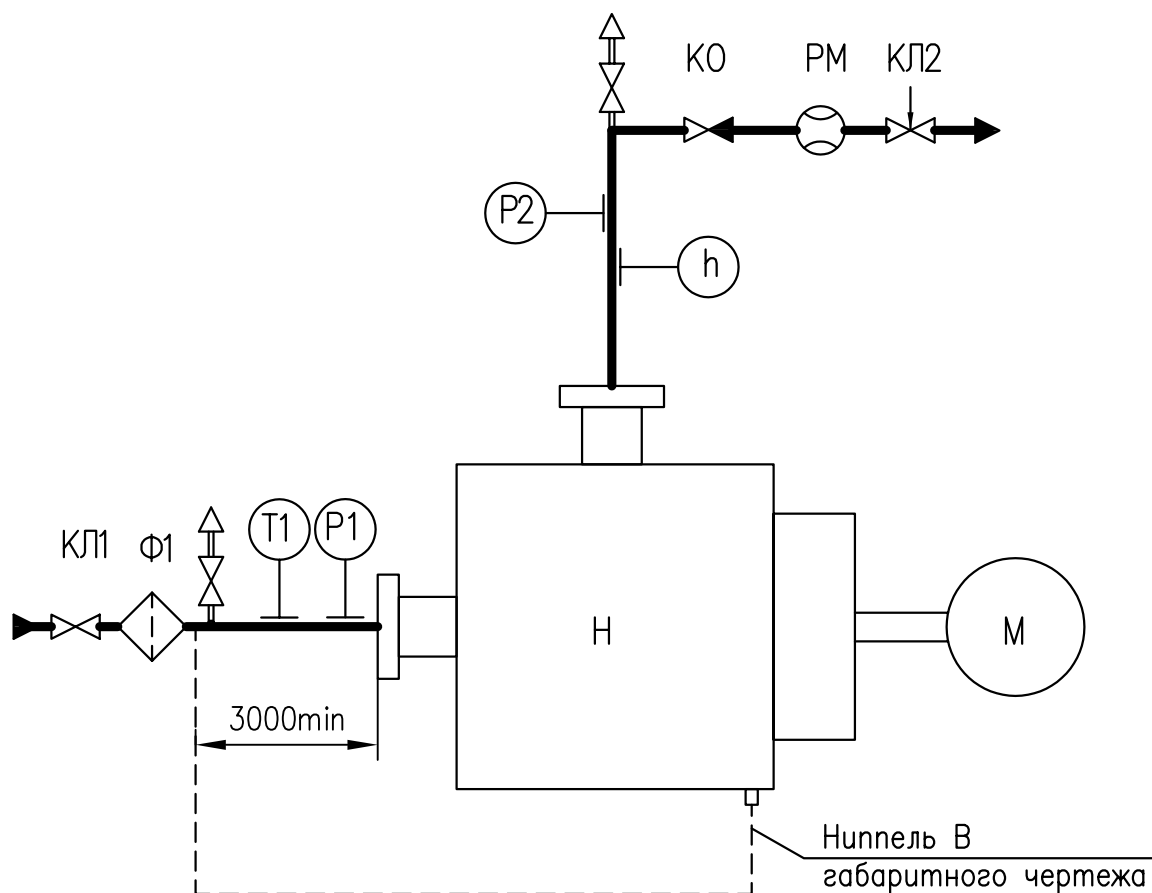 КО
РМ
КЛ2
Р2
h
КЛ1
Ф1
Т1
Р1
Н
М
3000min
Ниппель В
габаритного чертежа